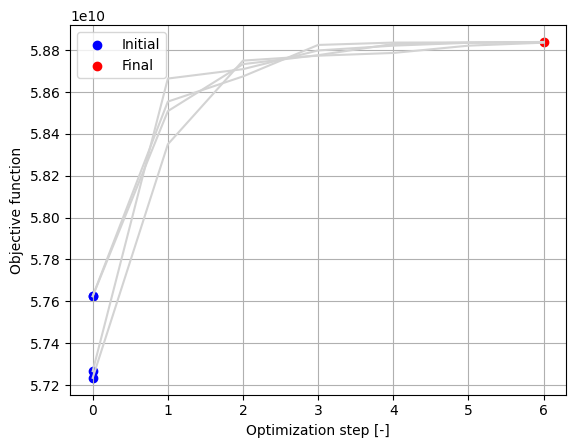 1e10
Initial
Final
5.88
5.86
5.84
5.82
5.80
5.78
5.76
5.74
5.72
Objective function
0 1 2 3 4 5 6
Optimization step [-]